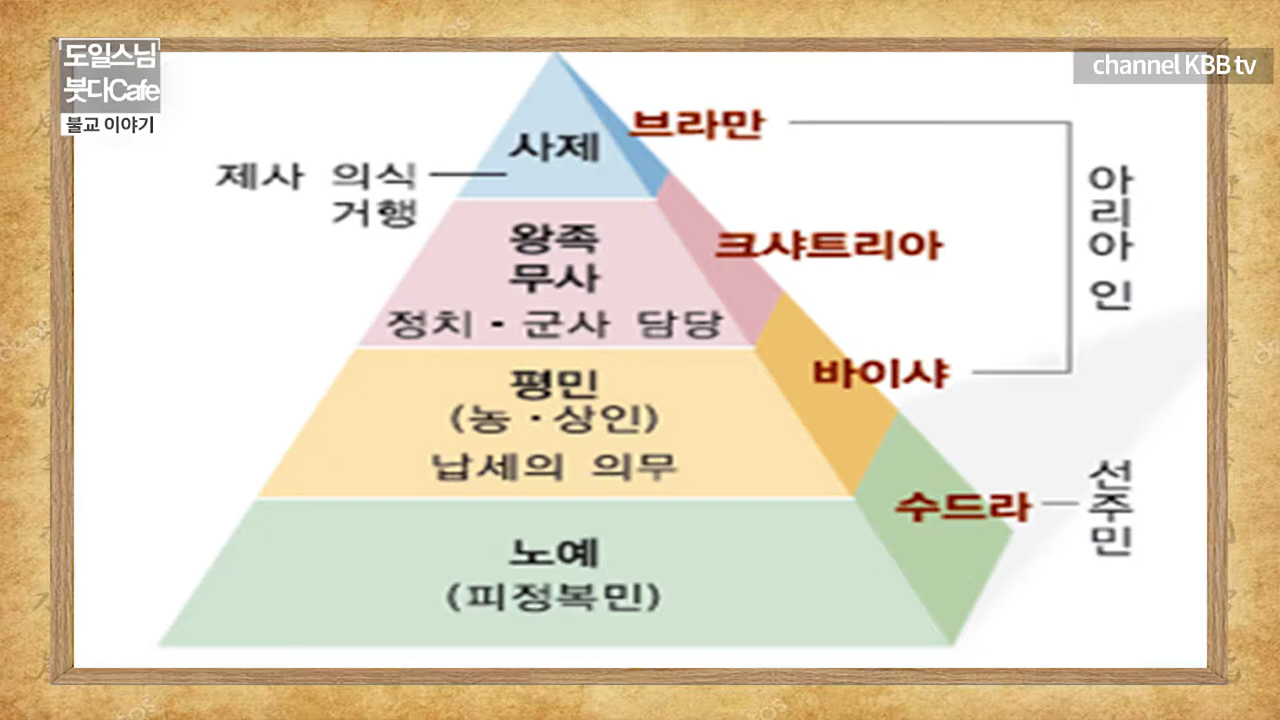 도일스님
붓다Cafe
불교 이야기
channel KBB tv
사제
브라만
제사 의식
거행
왕족
무사
정치·군사 담당
크샤트리아
평민
(농·상인)
납세의 의무
바이샤
노예
(피정복민)
수드라
아리아 인
선주민